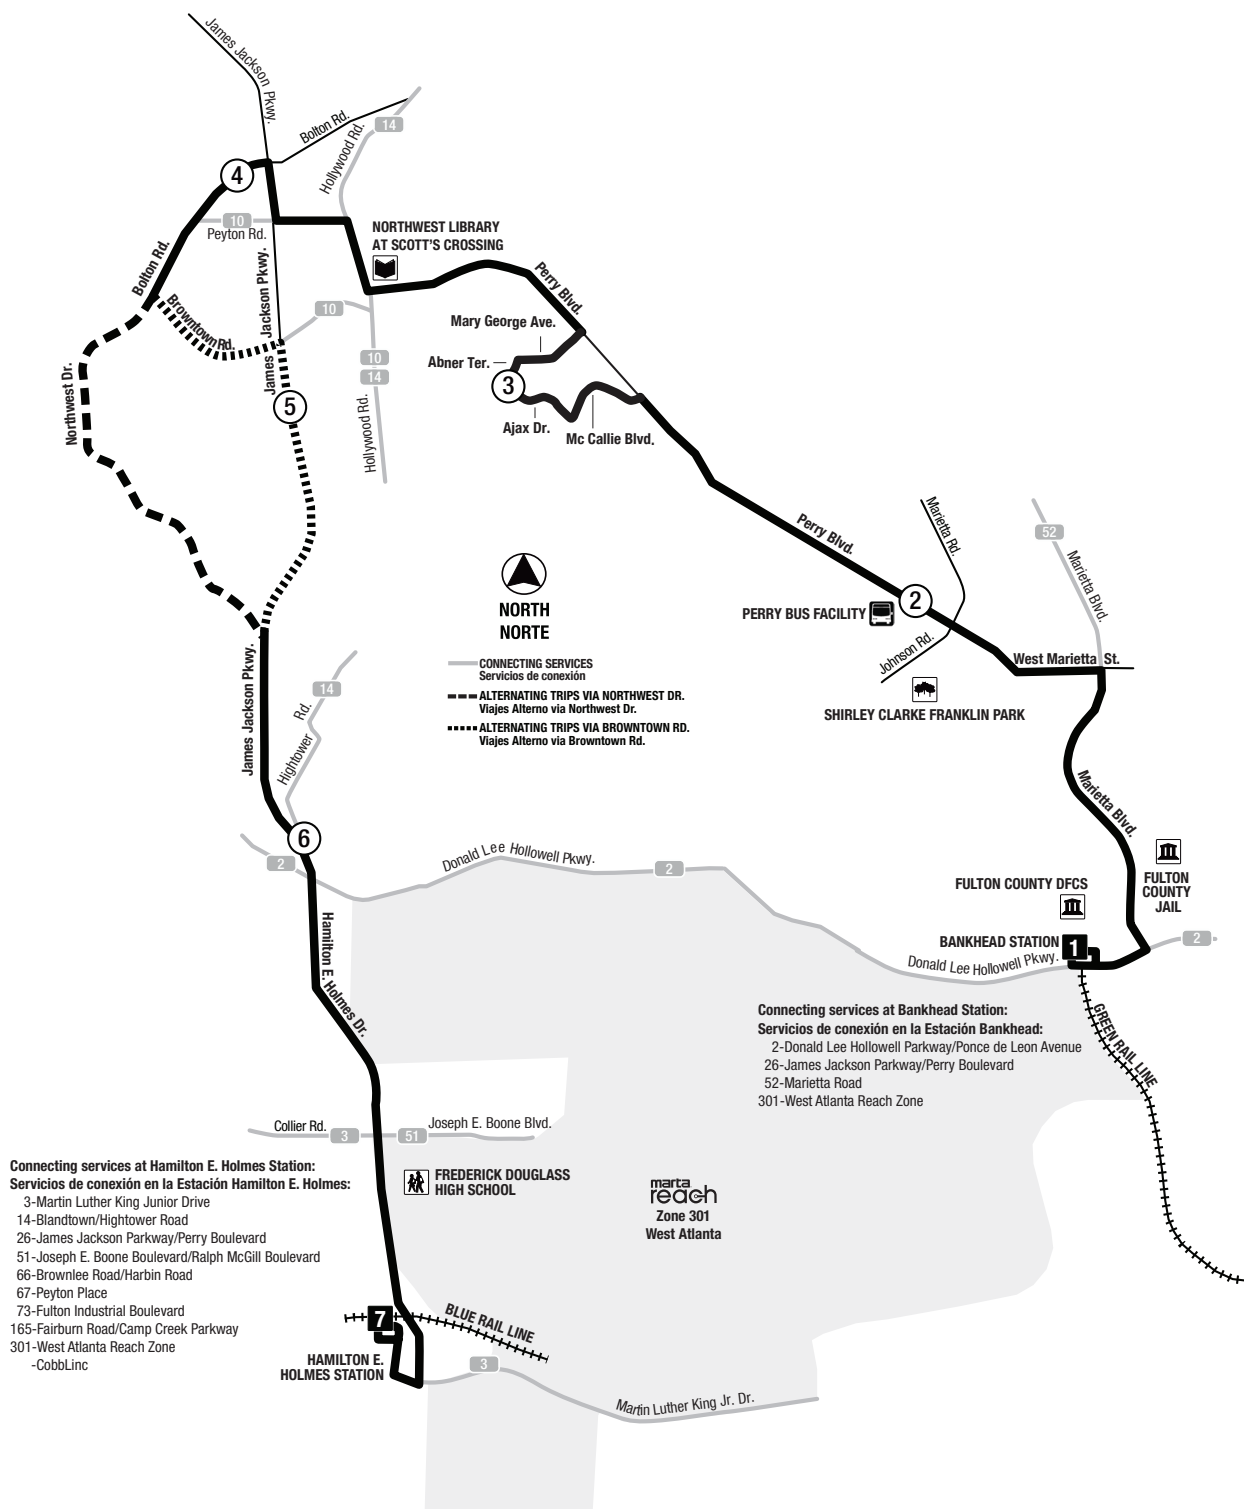 James Jackson Pkwy.
Bolton Rd.
Hollywood Rd.
14
4
10
Peyton Rd.
NORTHWEST LIBRARY
AT SCOTT'S CROSSING
Bolton Rd.
James Jackson Pkwy.
Perry Blvd.
Browntown Rd.
10
Mary George Ave.
Abner Ter.
3
10
14
Northwest Dr.
5
Hollywood Rd.
Ajax Dr.
Mc Callie Blvd.
Marietta Rd.
Perry Blvd.
52
Marietta Blvd.
NORTH
NORTE
2
PERRY BUS FACILITY
Johnson Rd.
West Marietta St.
CONNECTING SERVICES
Servicios de conexión
ALTERNATING TRIPS VIA NORTHWEST DR.
Viajes Alterno via Northwest Dr.
ALTERNATING TRIPS VIA BROWNTOWN RD.
Viajes Alterno via Browntown Rd.
SHIRLEY CLARKE FRANKLIN PARK
James Jackson Pkwy.
14
Hightower Rd.
Marietta Blvd.
6
2
Donald Lee Hollowell Pkwy.
2
FULTON COUNTY DFCS
FULTON
COUNTY
JAIL
Hamilton E. Holmes Dr.
BANKHEAD STATION
1
2
Donald Lee Hollowell Pkwy.
GREEN RAIL LINE
Connecting services at Bankhead Station:
Servicios de conexión en la Estación Bankhead:
2-Donald Lee Hollowell Parkway/Ponce de Leon Avenue
26-James Jackson Parkway/Perry Boulevard
52-Marietta Road
301-West Atlanta Reach Zone
Collier Rd.
3
51
Joseph E. Boone Blvd.
Connecting services at Hamilton E. Holmes Station:
Servicios de conexión en la Estación Hamilton E. Holmes:
3-Martin Luther King Junior Drive
14-Blandtown/Hightower Road
26-James Jackson Parkway/Perry Boulevard
51-Joseph E. Boone Boulevard/Ralph McGill Boulevard
66-Brownlee Road/Harbin Road
67-Peyton Place
73-Fulton Industrial Boulevard
165-Fairburn Road/Camp Creek Parkway
301-West Atlanta Reach Zone
-CobbLinc
FREDERICK DOUGLASS
HIGH SCHOOL
marta
reach
Zone 301
West Atlanta
7
BLUE RAIL LINE
HAMILTON E.
HOLMES STATION
3
Martin Luther King Jr. Dr.